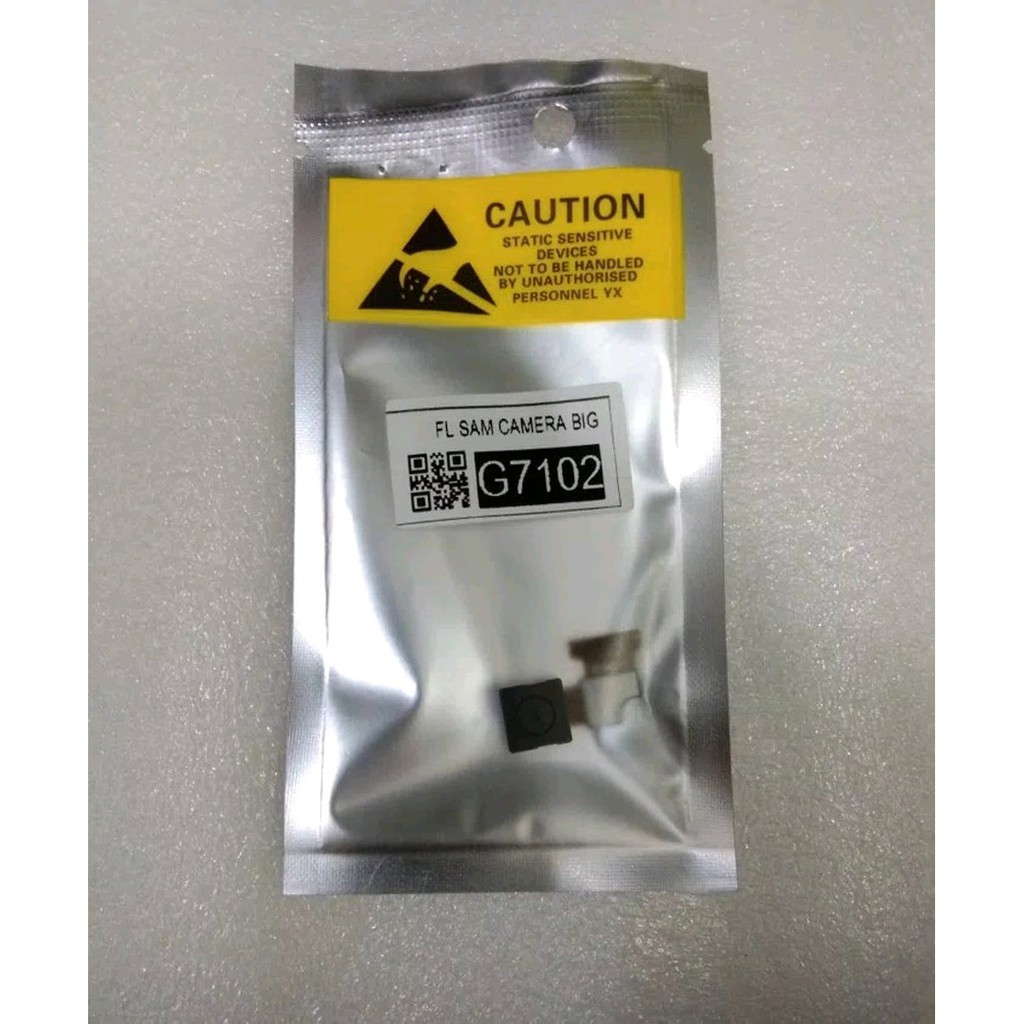 CAUTION
STATIC SENSITIVE
DEVICES
NOT TO BE HANDLED
BY UNAUTHORISED
PERSONNEL YX
FL SAM CAMERA BIG
G7102